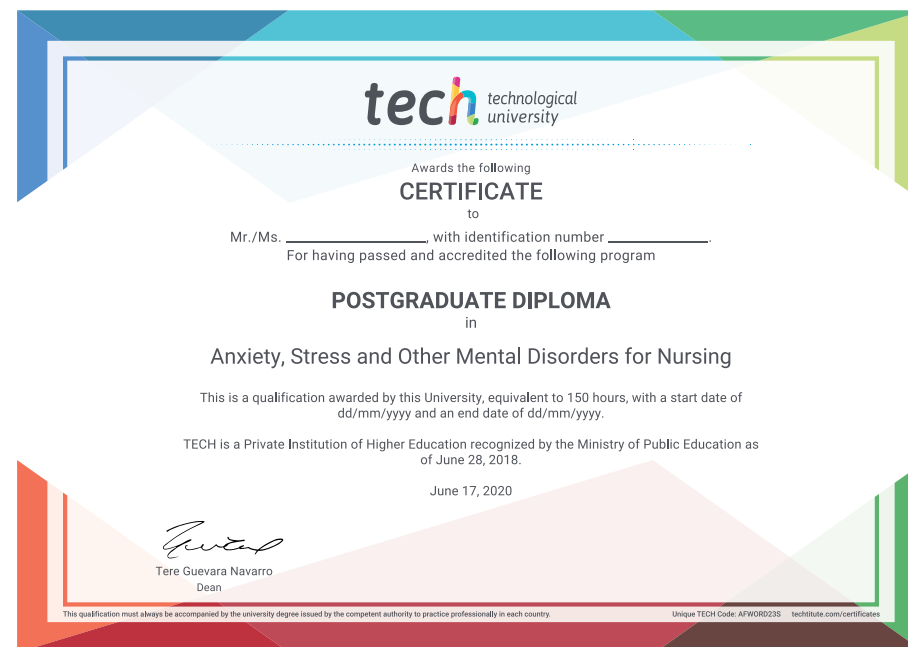 tech technological
university
Awards the following
CERTIFICATE
to
Mr./Ms. ____________, with identification number ____________.
For having passed and accredited the following program
POSTGRADUATE DIPLOMA
in
Anxiety, Stress and Other Mental Disorders for Nursing
This is a qualification awarded by this University, equivalent to 150 hours, with a start date of
dd/mm/yyyy and an end date of dd/mm/yyyy.
TECH is a Private Institution of Higher Education recognized by the Ministry of Public Education as
of June 28, 2018.
June 17, 2020
Tere Guevara Navarro
Dean
This qualification must always be accompanied by the university degree issued by the competent authority to practice professionally in each country.
Unique TECH Code: AFWORD23S techtitute.com/certificates